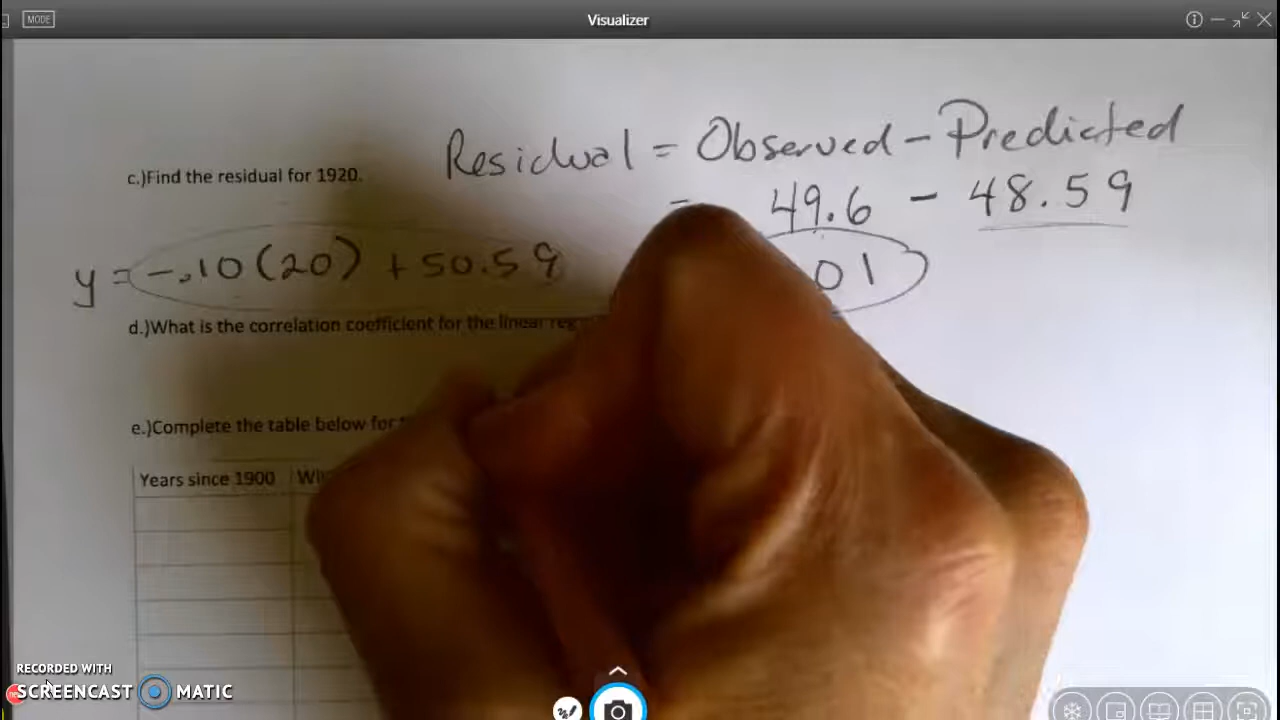 MODE
Visualizer
Residual = Observed - Predicted
c.)Find the residual for 1920.
= 49.6 - 48.59
y = -.10(20) + 50.59
01
d.)What is the correlation coefficient for the linear
e.)Complete the table below for
Years since 1900
RECORDED WITH
SCREENCAST MATIC